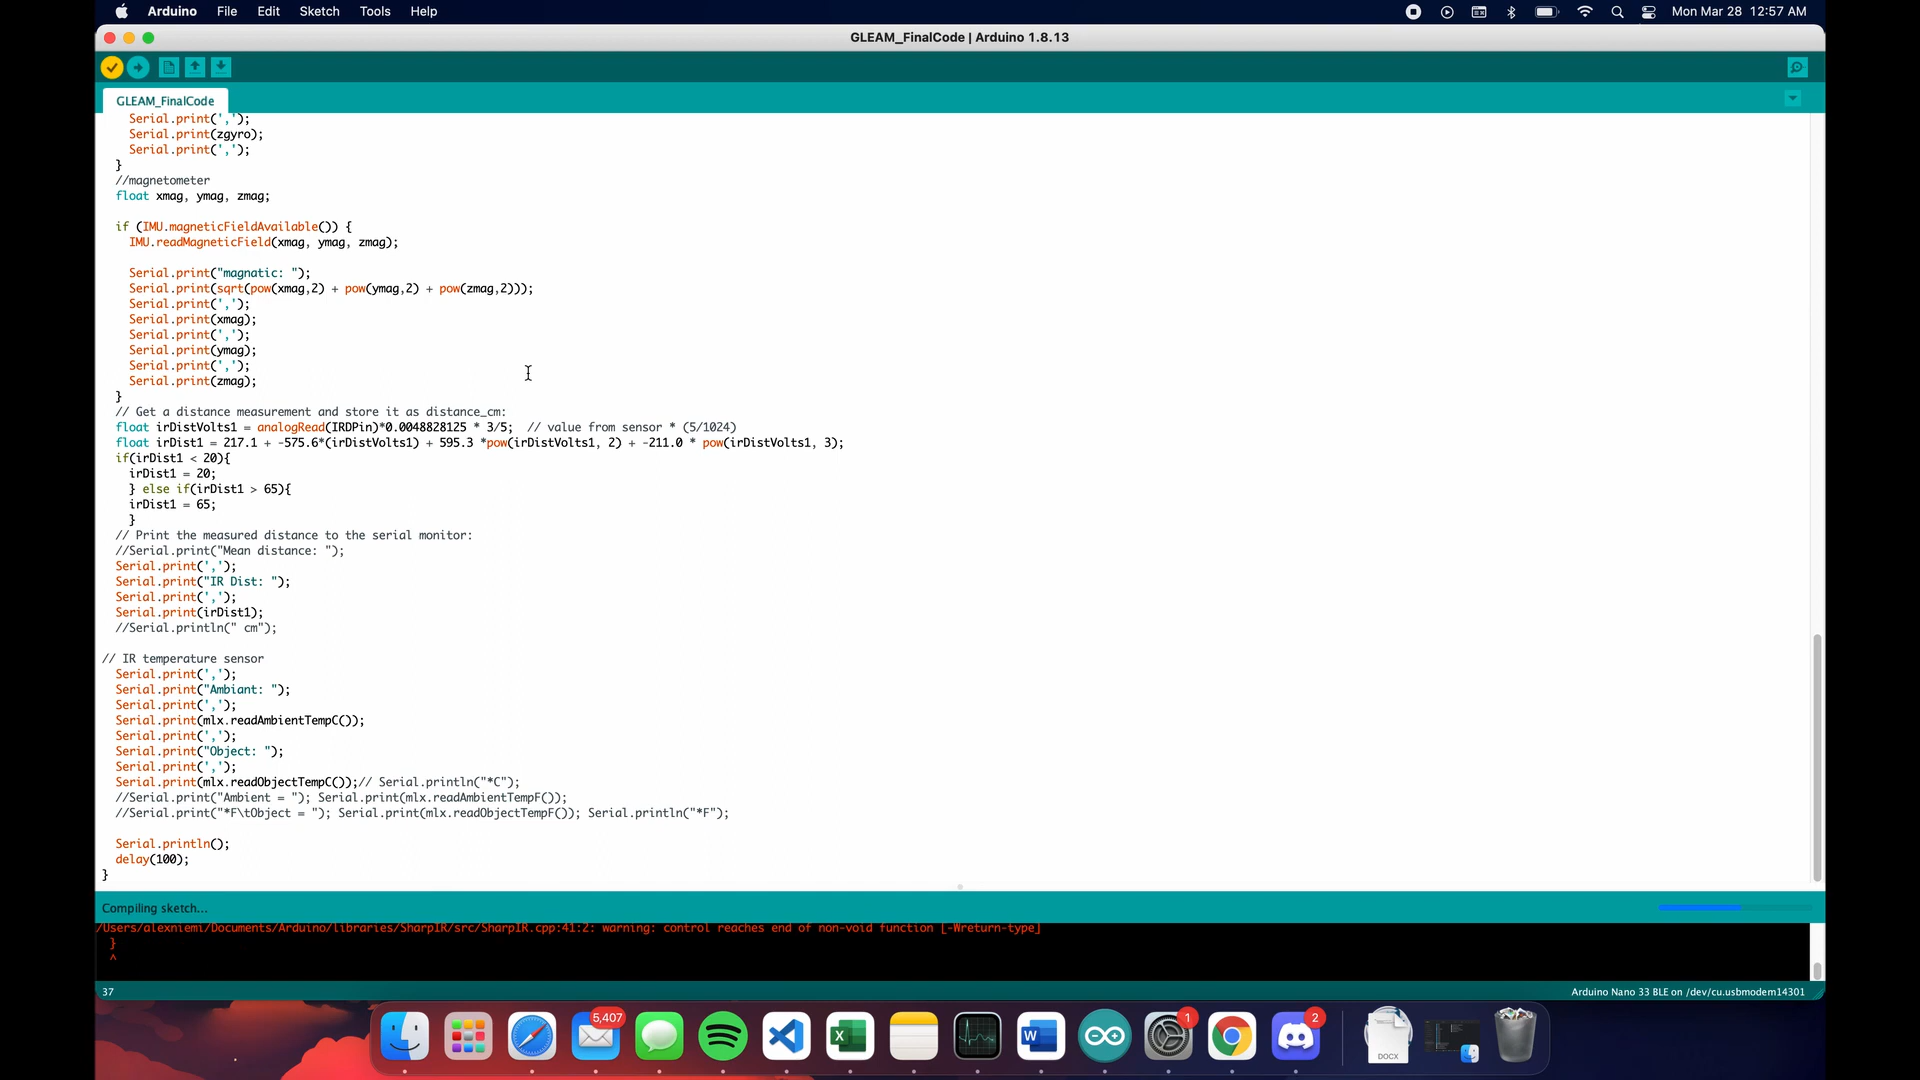 Arduino File Edit Sketch Tools Help Mon Mar 28 12:57 AM
GLEAM_FinalCode | Arduino 1.8.13
GLEAM_FinalCode
Serial.print(',');
Serial.print(zgyro);
Serial.print(',');
}
//magnetometer
float xmag, ymag, zmag;
if (IMU.magneticFieldAvailable()) {
IMU.readMagneticField(xmag, ymag, zmag);
Serial.print("magnatic: ");
Serial.print(sqrt(pow(xmag,2) + pow(ymag,2) + pow(zmag,2)));
Serial.print(',');
Serial.print(xmag);
Serial.print(',');
Serial.print(ymag);
Serial.print(',');
Serial.print(zmag);
}
// Get a distance measurement and store it as distance_cm:
float irDistVolts1 = analogRead(IRDPin)*0.0048828125 * 3/5; // value from sensor * (5/1024)
float irDist1 = 217.1 + -575.6*(irDistVolts1) + 595.3 *pow(irDistVolts1, 2) + -211.0 * pow(irDistVolts1, 3);
if(irDist1 < 20){
irDist1 = 20;
} else if(irDist1 > 65){
irDist1 = 65;
}
// Print the measured distance to the serial monitor:
//Serial.print("Mean distance: ");
Serial.print(',');
Serial.print("IR Dist: ");
Serial.print(',');
Serial.print(irDist1);
//Serial.println(" cm");
// IR temperature sensor
Serial.print(',');
Serial.print("Ambiant: ");
Serial.print(',');
Serial.print(mlx.readAmbientTempC());
Serial.print(',');
Serial.print("Object: ");
Serial.print(',');
Serial.print(mlx.readObjectTempC());// Serial.println("*C");
//Serial.print("Ambient = "); Serial.print(mlx.readAmbientTempF());
//Serial.print("*F\tObject = "); Serial.print(mlx.readObjectTempF()); Serial.println("*F");
Serial.println();
delay(100);
}
Compiling sketch...
/Users/alexniemi/Documents/Arduino/libraries/SharpIR/src/SharpIR.cpp:41:2: warning: control reaches end of non-void function [-Wreturn-type]
}
^
37 Arduino Nano 33 BLE on /dev/cu.usbmodem14301
5,407 1 2
X W
DOCX